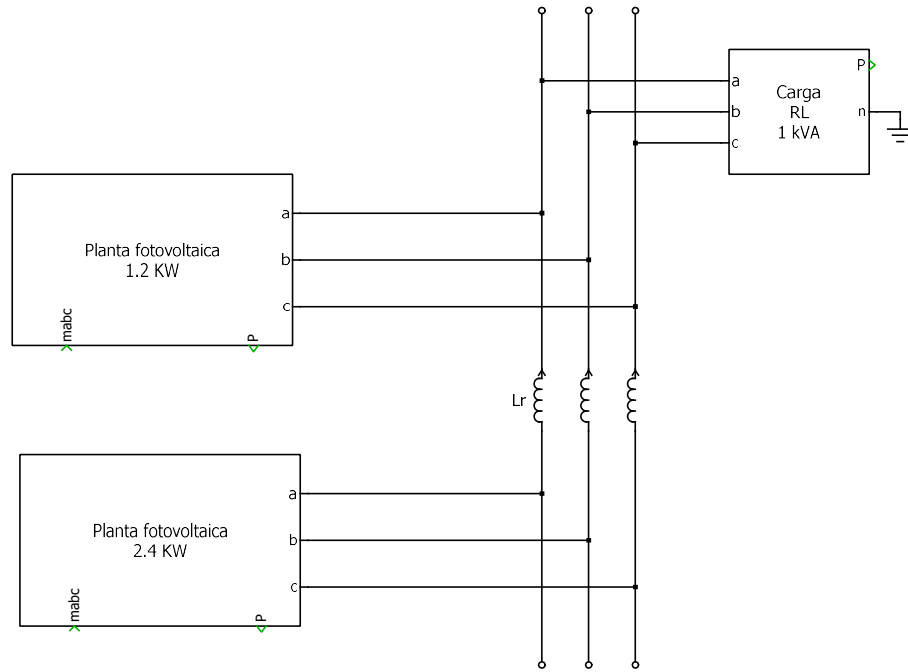 P
a
Carga
b
RL
n
1 kVA
c
a
Planta fotovoltaica
b
1.2 KW
c
mabc
P
Lr
a
Planta fotovoltaica
b
2.4 KW
c
mabc
P